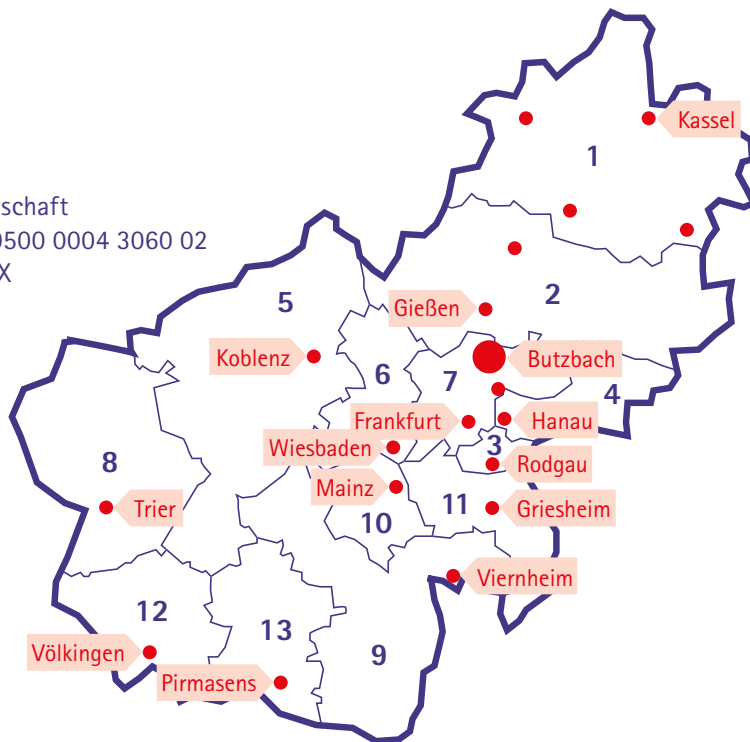 Kassel
1
schaft
0500 0004 3060 02
X
2
5
Gießen
Koblenz
Butzbach
6
7
4
Frankfurt
Hanau
Wiesbaden
3
8
Rodgau
Mainz
Trier
11
Griesheim
10
Viernheim
12
13
Völkingen
9
Pirmasens